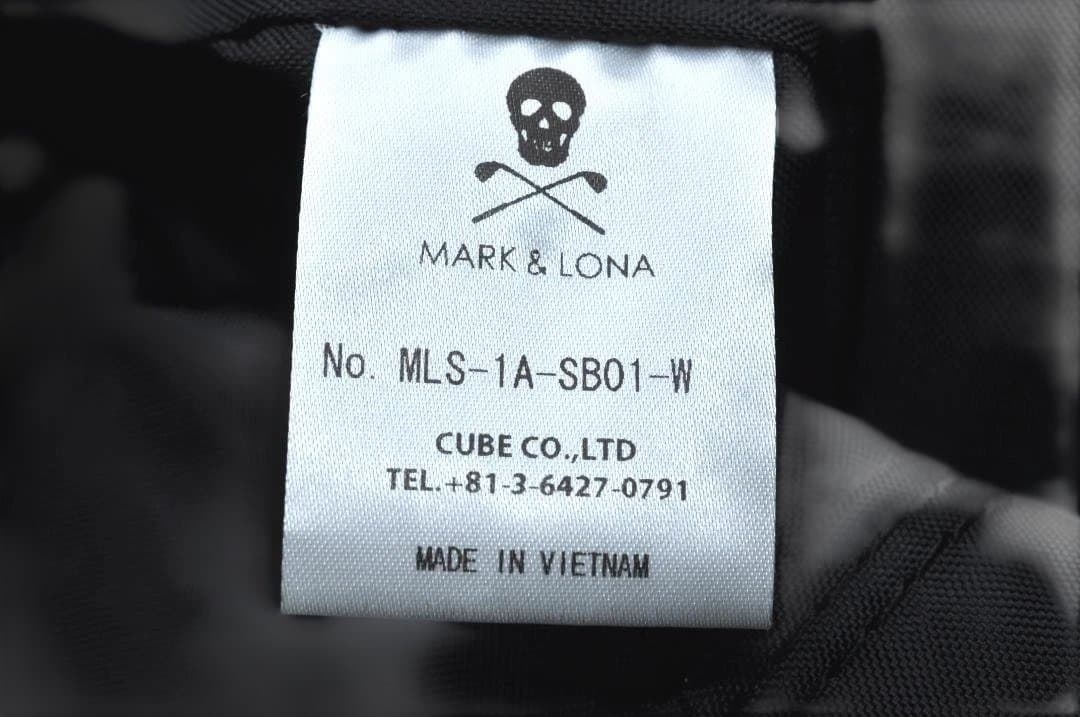 MARK & LONA
No. MLS-1A-SB01-W
CUBE CO.,LTD
TEL.+81-3-6427-0791
MADE IN VIETNAM